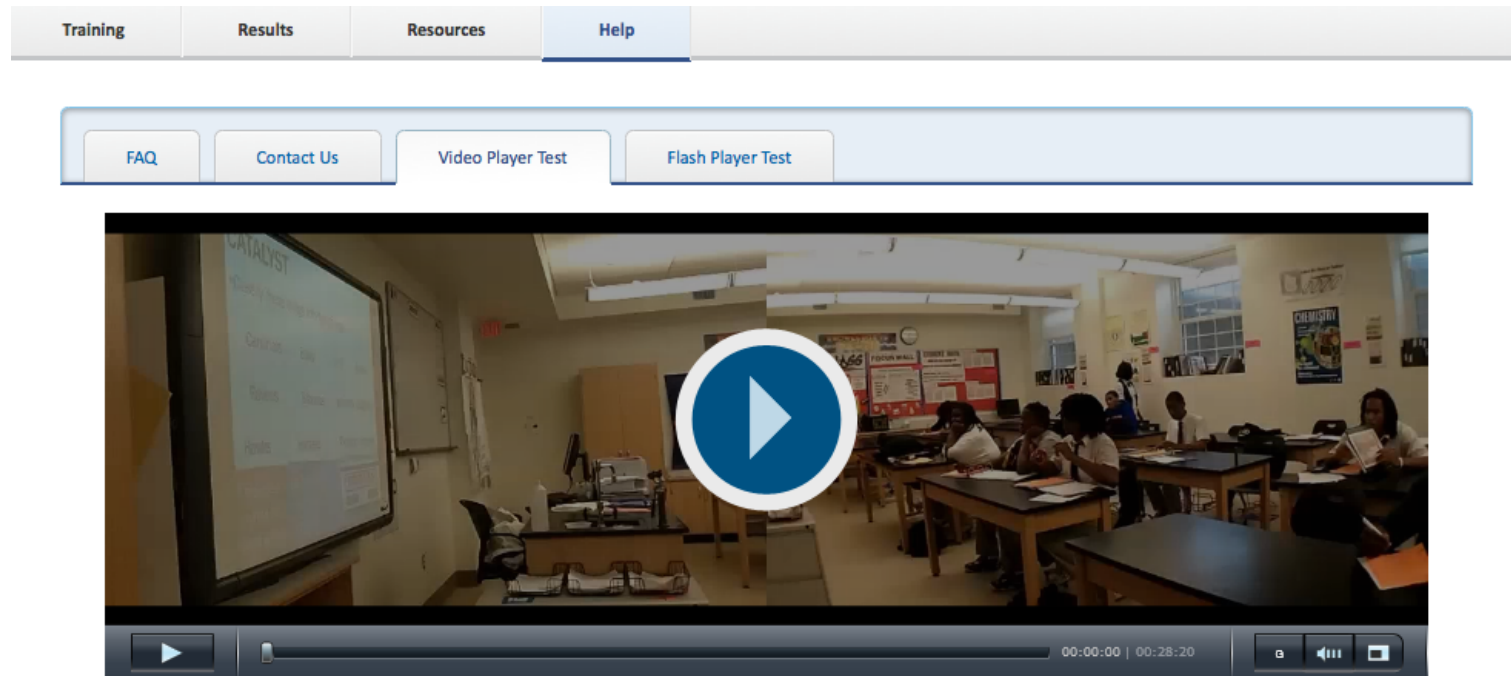 Training Results Resources Help
FAQ Contact Us Video Player Test Flash Player Test
CATALYST
FOCUS WALL
CHEMISTRY
00:00:00 | 00:28:20